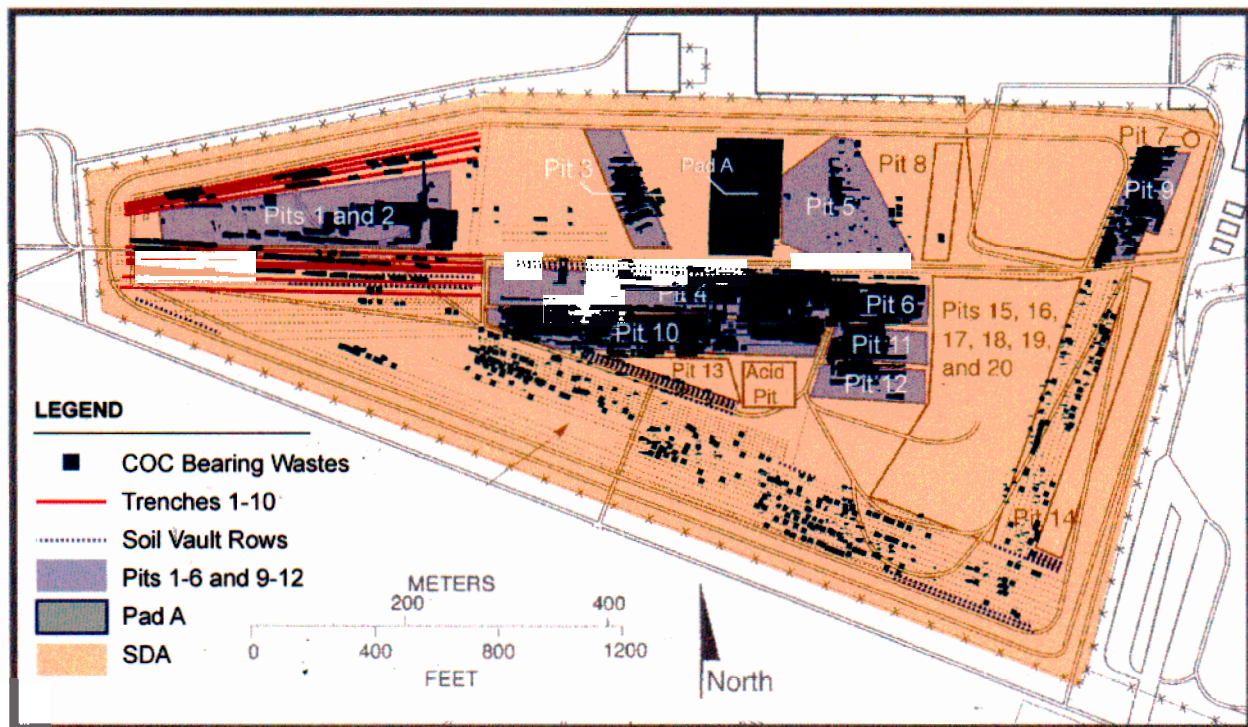 Pit 7
Pit 3
Pad A
Pit 8
Pit 9
Pits 1 and 2
Pit 5
Pit 4
Pit 6
Pit 10
Pit 11
Pits 15, 16,
17, 18, 19,
and 20
Pit 13
Acid
Pit
Pit 12
Pit 14
LEGEND
COC Bearing Wastes
Trenches 1-10
Soil Vault Rows
Pits 1-6 and 9-12
Pad A
SDA
METERS
200
400
0
400
800
1200
FEET
North